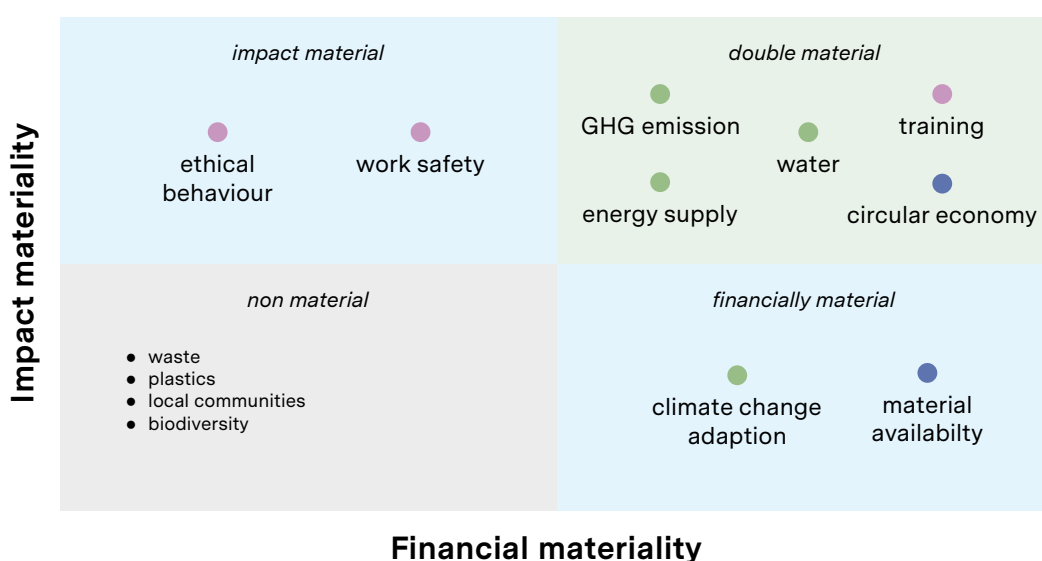 Impact materiality
impact material
ethical
behaviour
work safety
double material
GHG emission
water
training
energy supply
circular economy
non material
● waste
● plastics
● local communities
● biodiversity
financially material
climate change
adaption
material
availabilty
Financial materiality